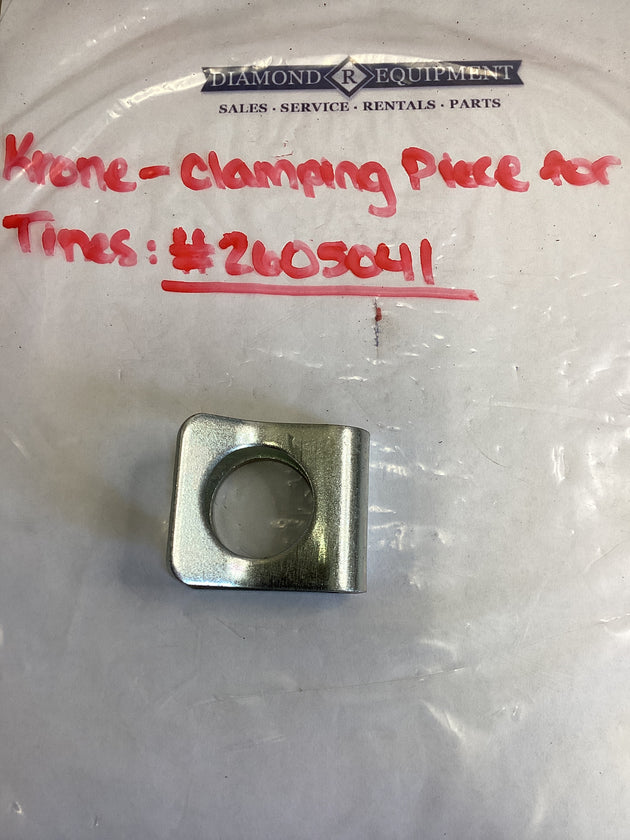 DIAMOND R EQUIPMENT
SALES · SERVICE · RENTALS · PARTS
Krone - Clamping Piece for
Tines: #2605041